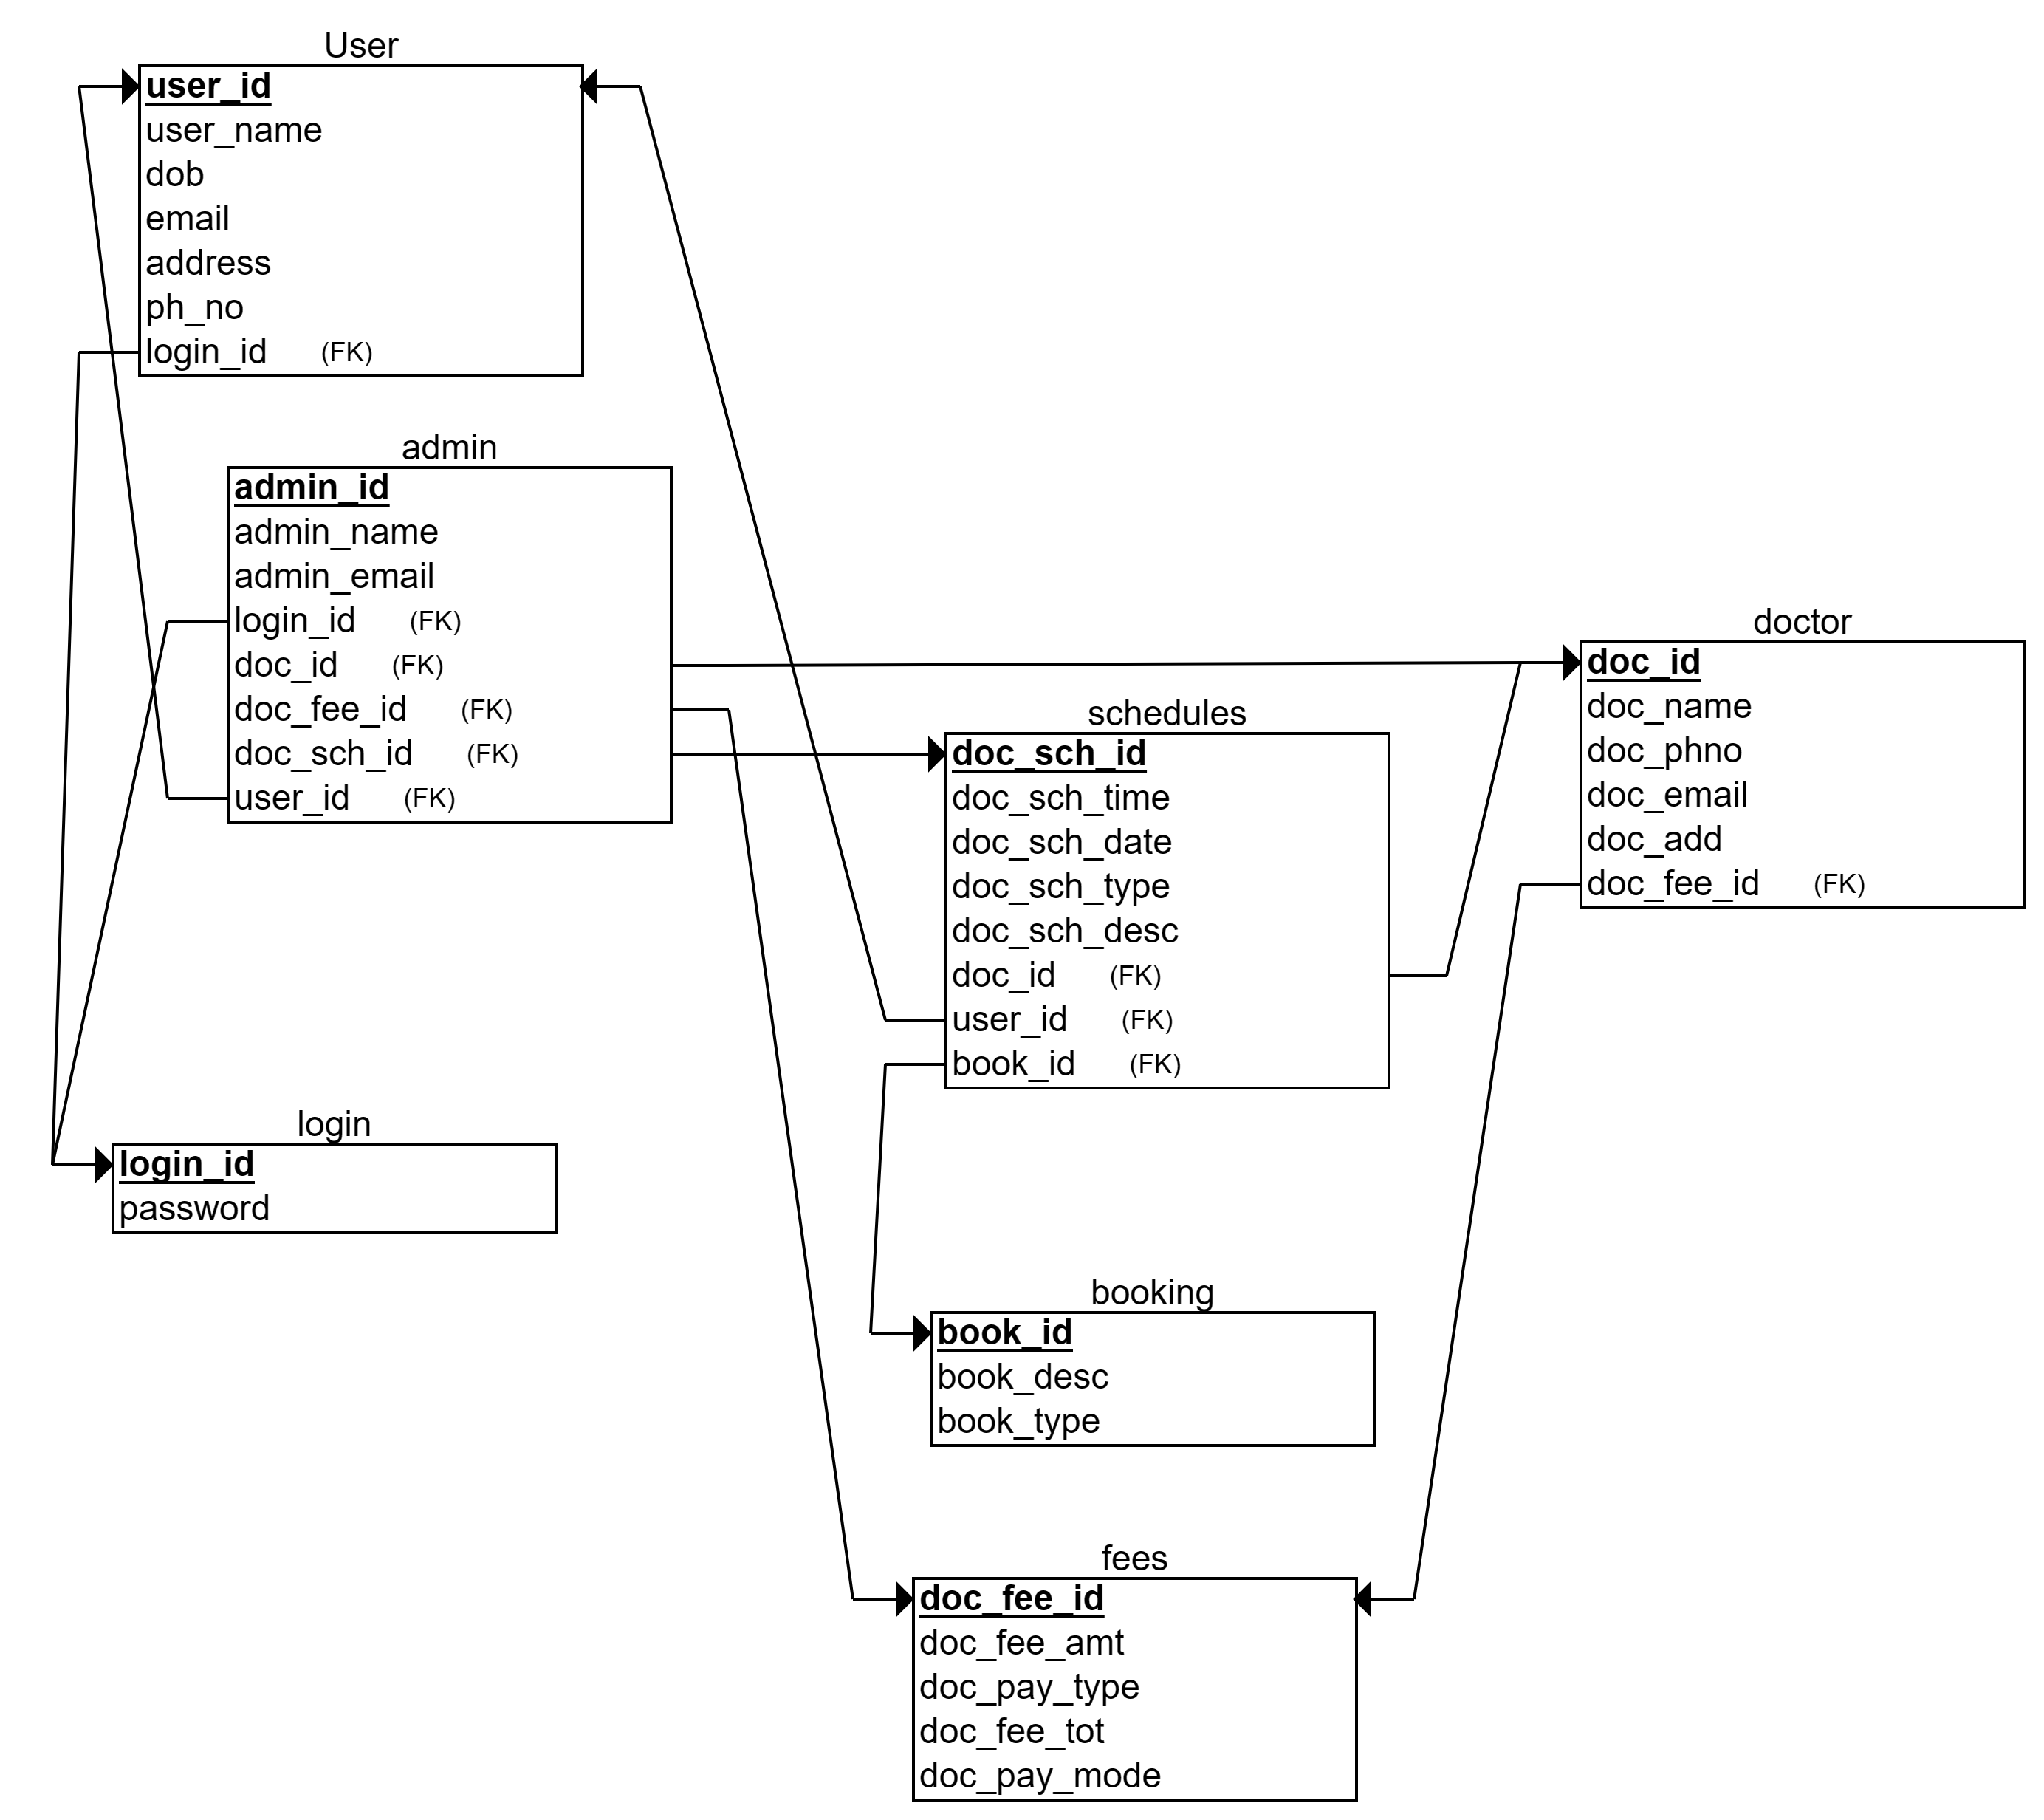 User
user_id
user_name
dob
email
address
ph_no
login_id (FK)
admin
admin_id
admin_name
admin_email
login_id (FK)
doc_id (FK)
doc_fee_id (FK)
doc_sch_id (FK)
user_id (FK)
doctor
doc_id
doc_name
doc_phno
doc_email
doc_add
doc_fee_id (FK)
schedules
doc_sch_id
doc_sch_time
doc_sch_date
doc_sch_type
doc_sch_desc
doc_id (FK)
user_id (FK)
book_id (FK)
login
login_id
password
booking
book_id
book_desc
book_type
fees
doc_fee_id
doc_fee_amt
doc_pay_type
doc_fee_tot
doc_pay_mode